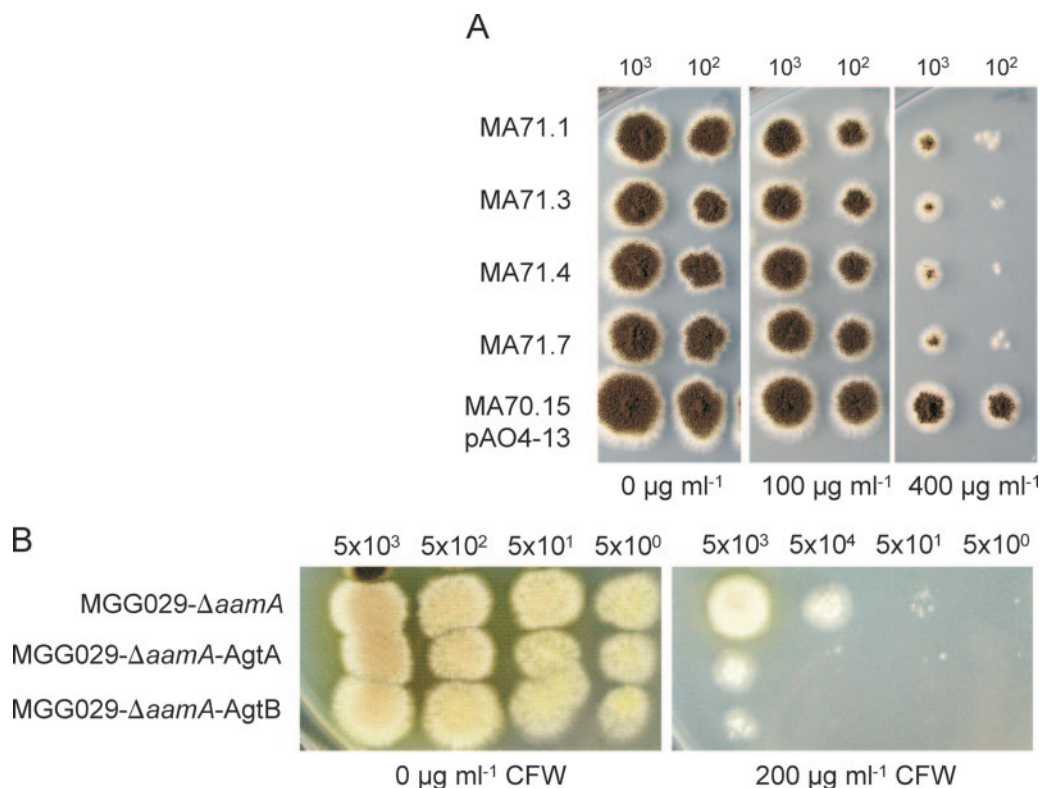 A
10³ 10² 10³ 10² 10³ 10²
MA71.1
MA71.3
MA71.4
MA71.7
MA70.15
pAO4-13
0 µg ml⁻¹ 100 µg ml⁻¹ 400 µg ml⁻¹
B
5x10³ 5x10² 5x10¹ 5x10⁰ 5x10³ 5x10⁴ 5x10¹ 5x10⁰
MGG029-ΔaamA
MGG029-ΔaamA-AgtA
MGG029-ΔaamA-AgtB
0 µg ml⁻¹ CFW 200 µg ml⁻¹ CFW